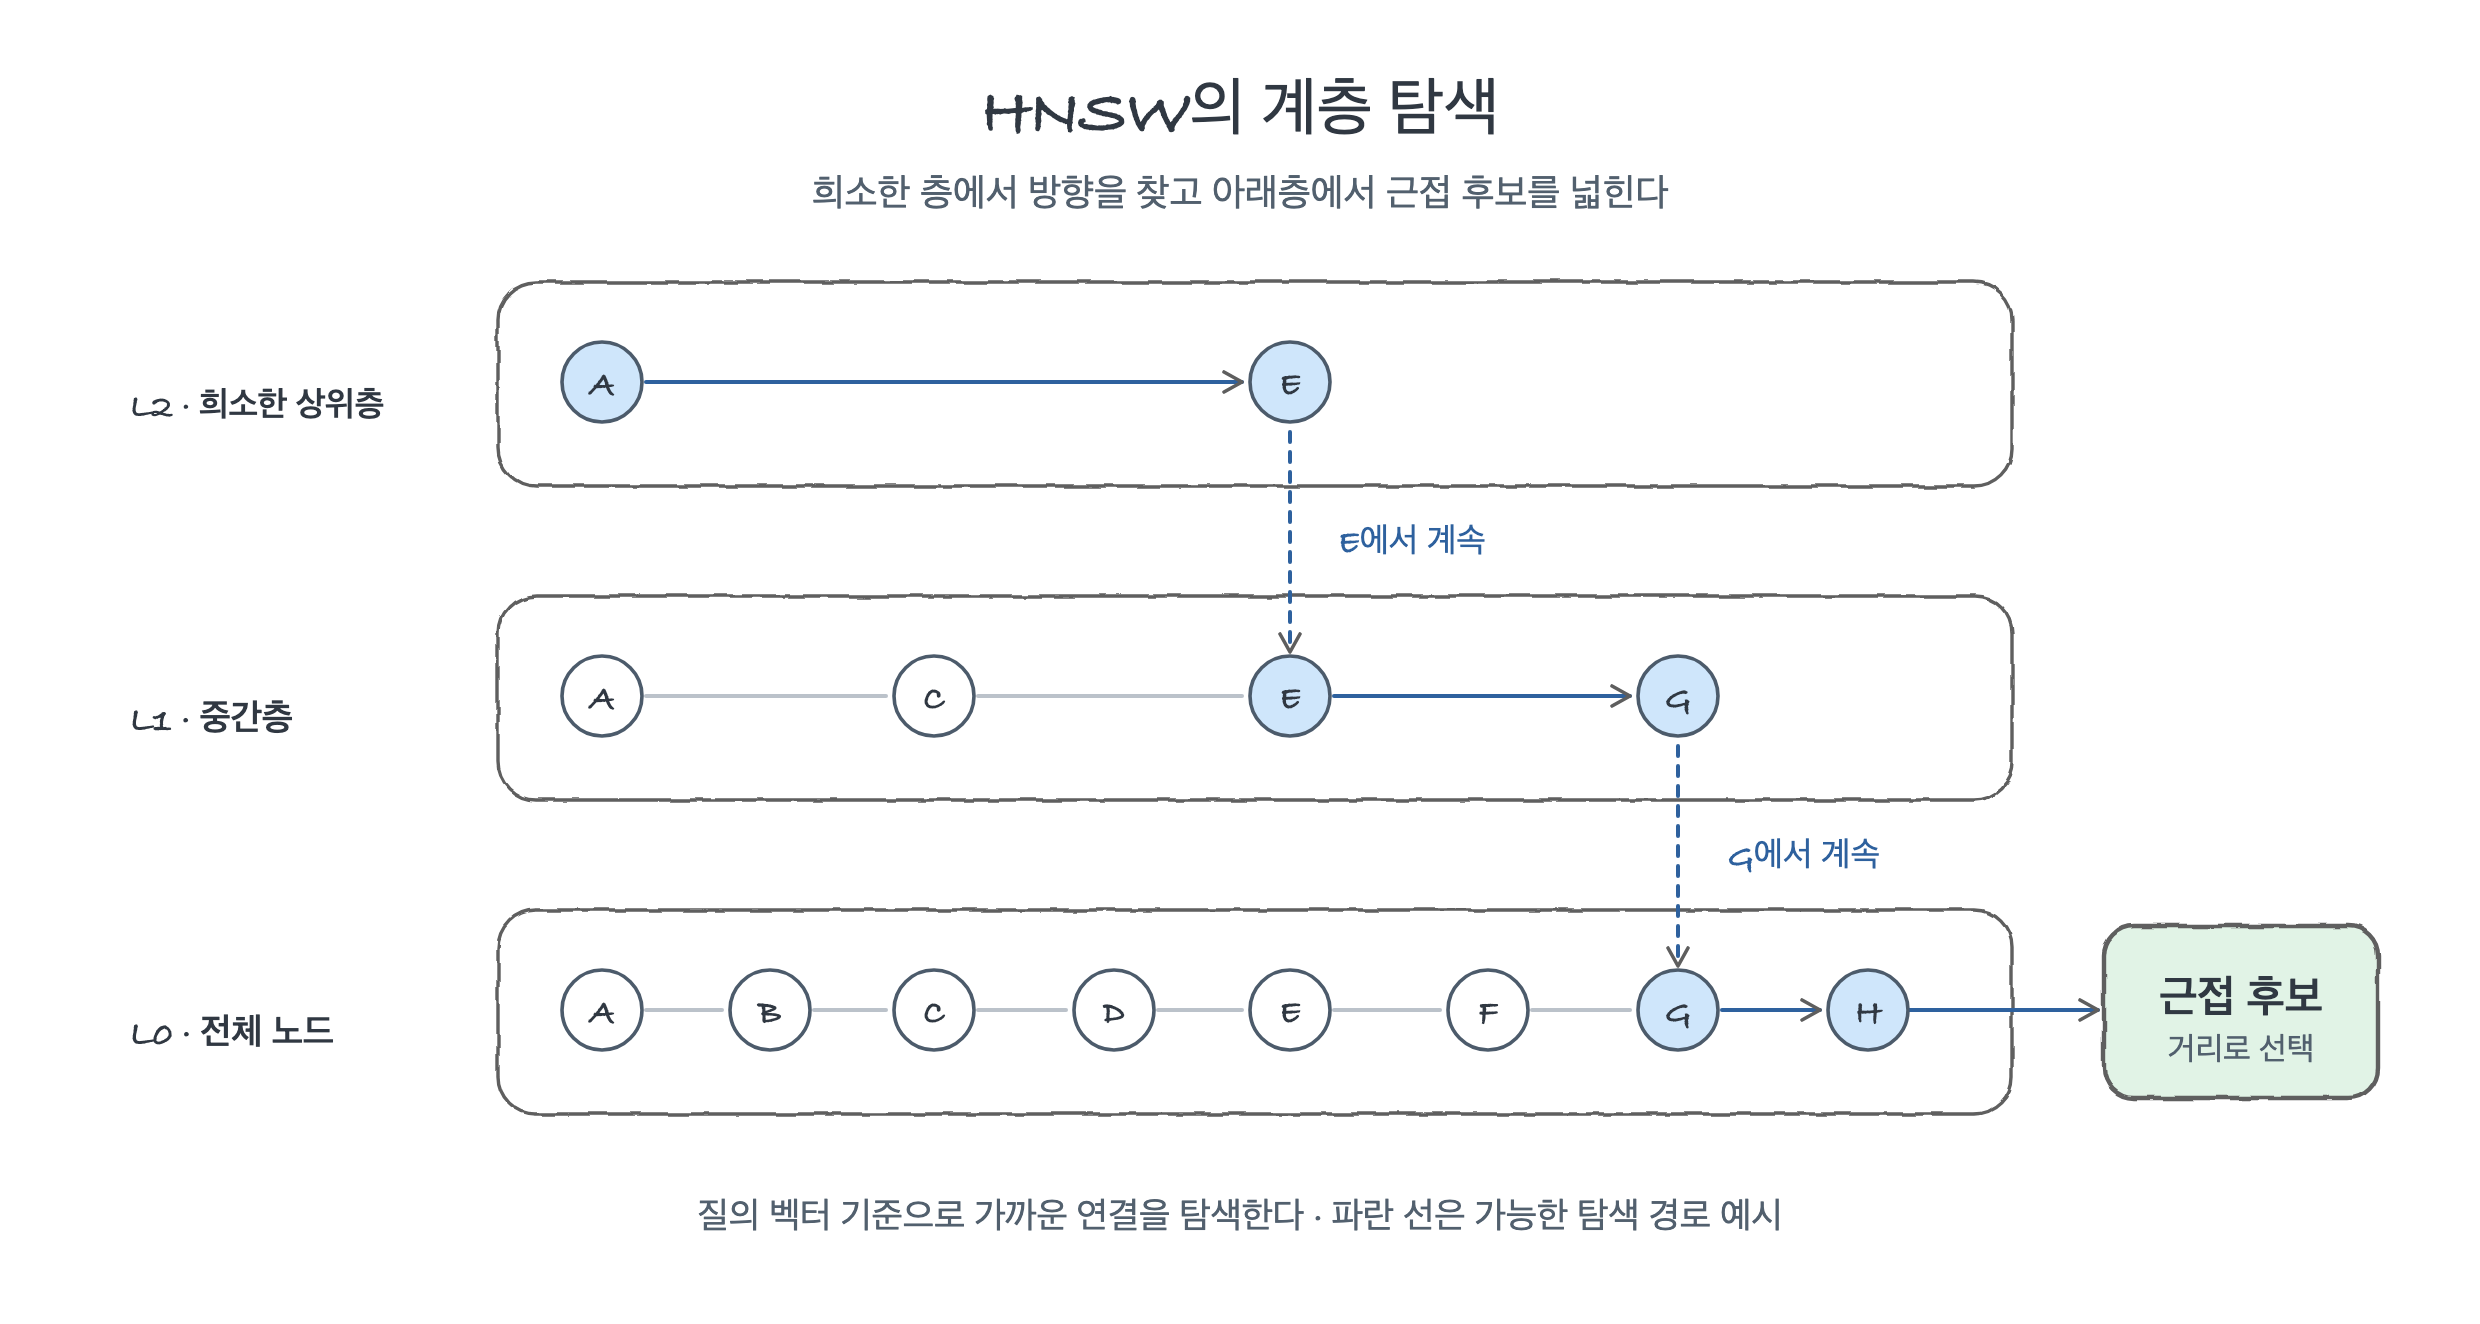 HNSW의 계층 탐색
희소한 층에서 방향을 찾고 아래층에서 근접 후보를 넓힌다
L2 · 희소한 상위층
A
E
E에서 계속
L1 · 중간층
A
C
E
G
G에서 계속
L0 · 전체 노드
A
B
C
D
E
F
G
H
근접 후보
거리로 선택
질의 벡터 기준으로 가까운 연결을 탐색한다 · 파란 선은 가능한 탐색 경로 예시